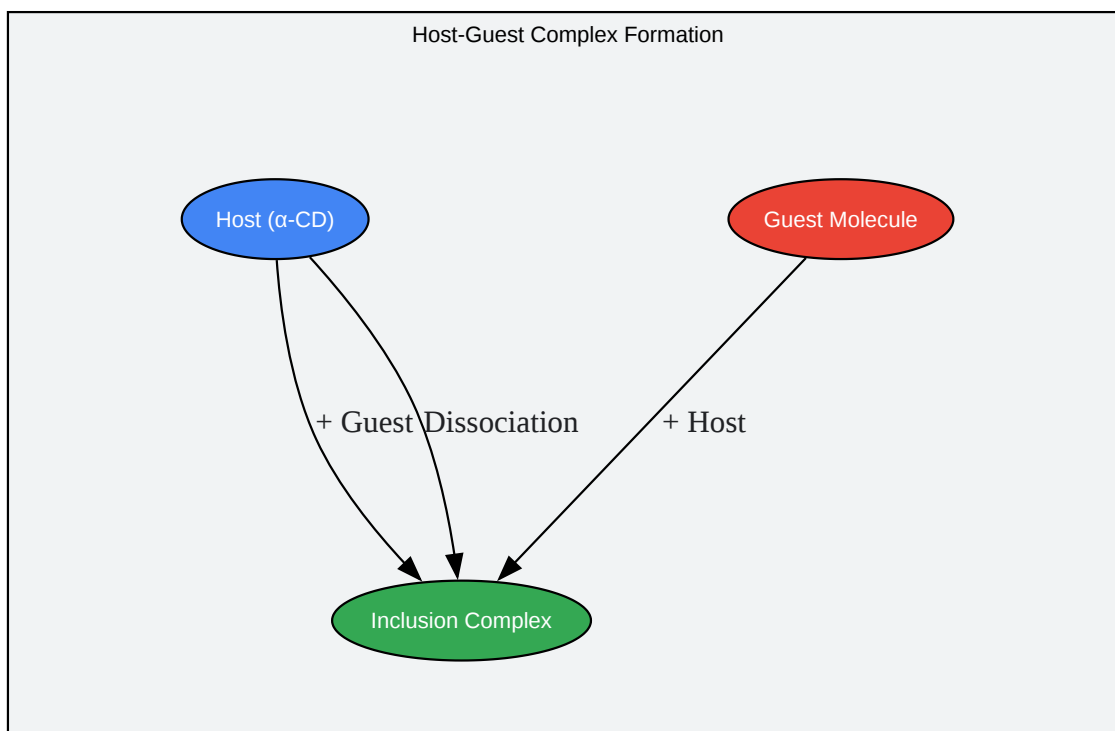 Host-Guest Complex Formation
Host (α-CD)
Guest Molecule
+ Guest
Dissociation
+ Host
Inclusion Complex